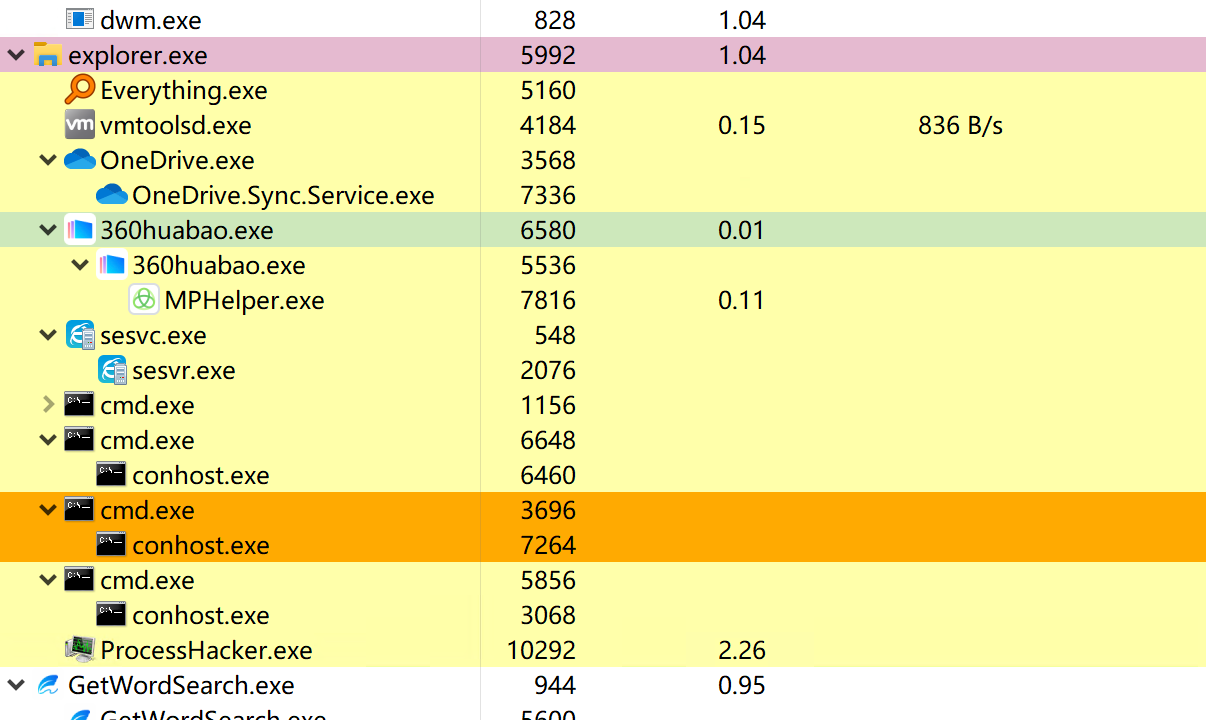 dwm.exe 828 1.04
explorer.exe 5992 1.04
Everything.exe 5160
vmtoolsd.exe 4184 0.15 836 B/s
OneDrive.exe 3568
OneDrive.Sync.Service.exe 7336
360huabao.exe 6580 0.01
360huabao.exe 5536
MPHelper.exe 7816 0.11
sesvc.exe 548
sesvr.exe 2076
cmd.exe 1156
cmd.exe 6648
conhost.exe 6460
cmd.exe 3696
conhost.exe 7264
cmd.exe 5856
conhost.exe 3068
ProcessHacker.exe 10292 2.26
GetWordSearch.exe 944 0.95
GetWordSearch.exe 5600